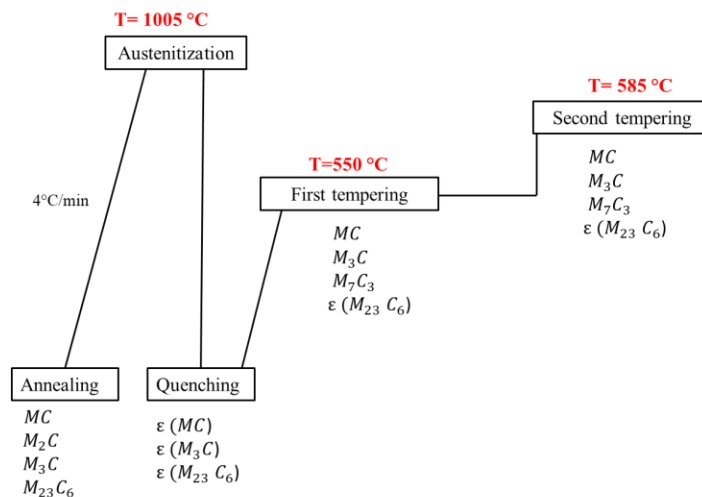 T= 1005 °C
Austenitization
T= 585 °C
Second tempering
MC
M₃C
M₇C₃
ε (M₂₃ C₆)
T=550 °C
First tempering
MC
M₃C
M₇C₃
ε (M₂₃ C₆)
4°C/min
Annealing
MC
M₂C
M₃C
M₂₃C₆
Quenching
ε (MC)
ε (M₃C)
ε (M₂₃ C₆)